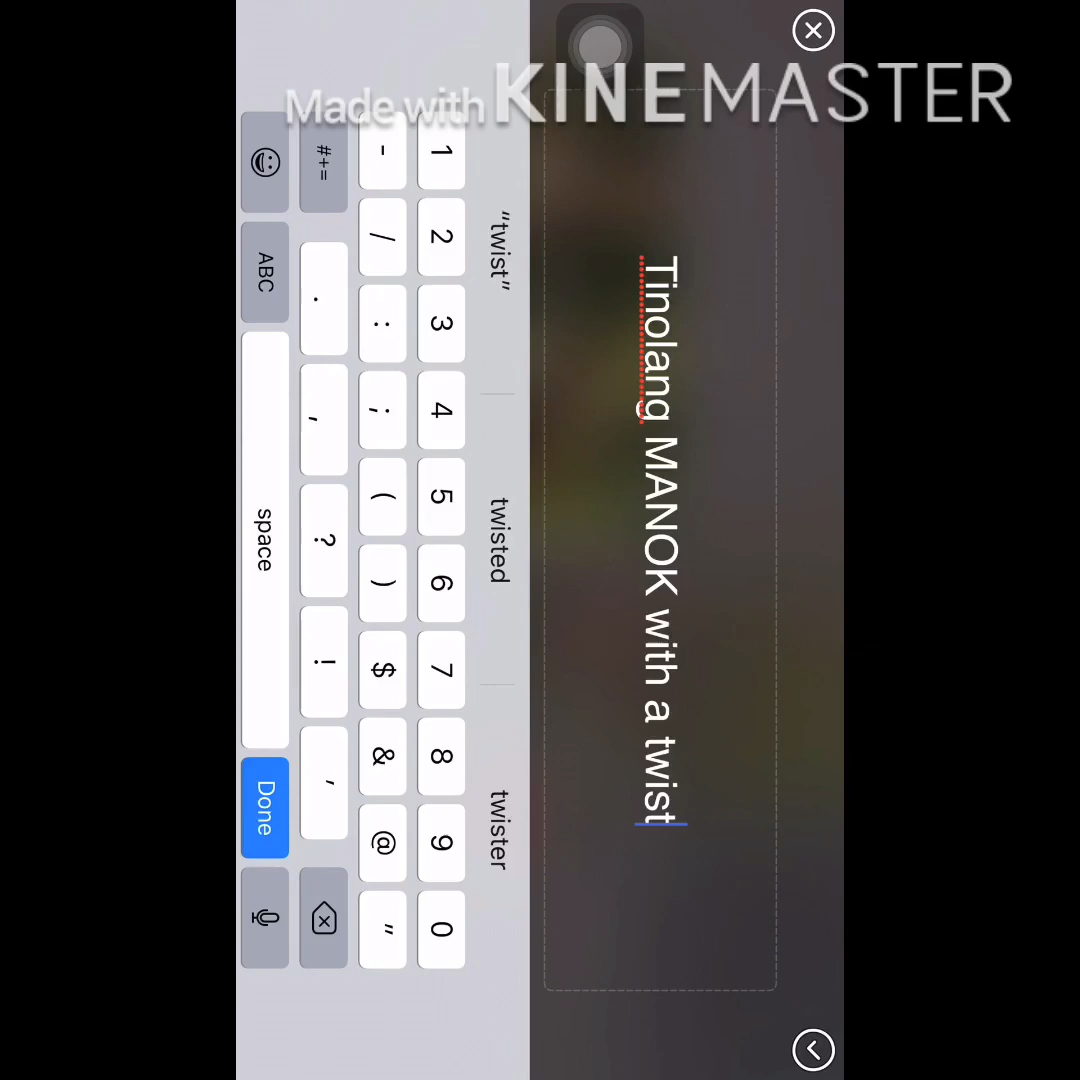 Made with KINEMASTER
Tinolang MANOK with a twist
“twist” twisted twister
1 2 3 4 5 6 7 8 9 0
- / : ; ( ) $ & @ "
#+= . , ? ! '
ABC space Done